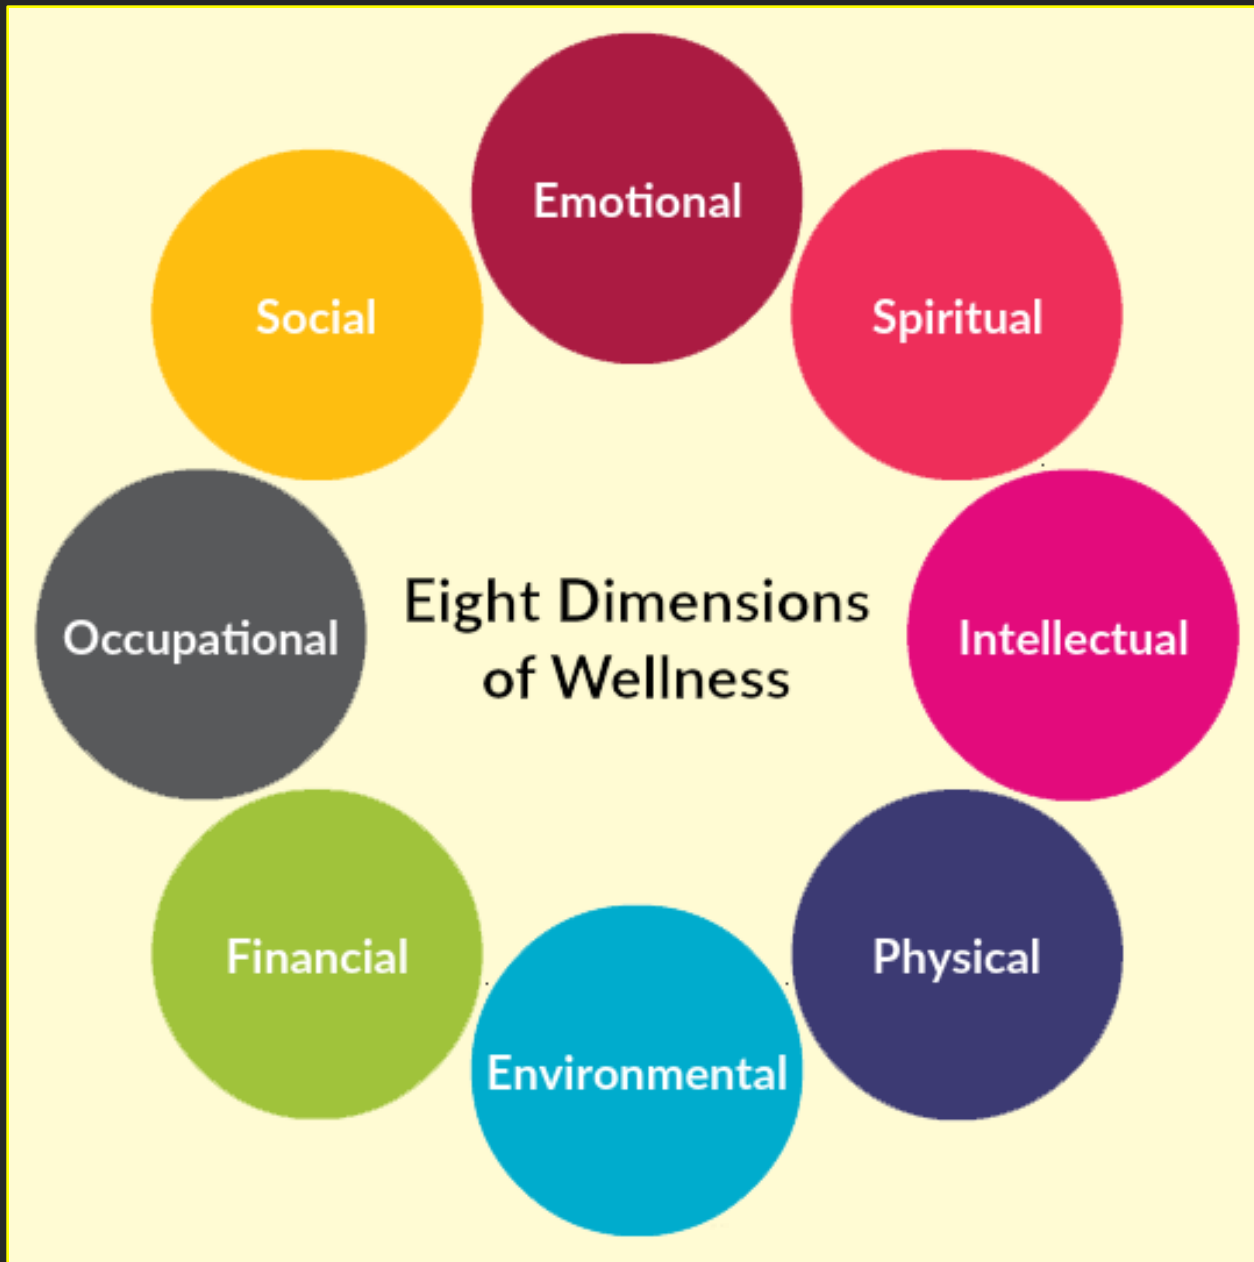 Emotional
Spiritual
Social
Eight Dimensions
of Wellness
Occupational
Intellectual
Financial
Physical
Environmental